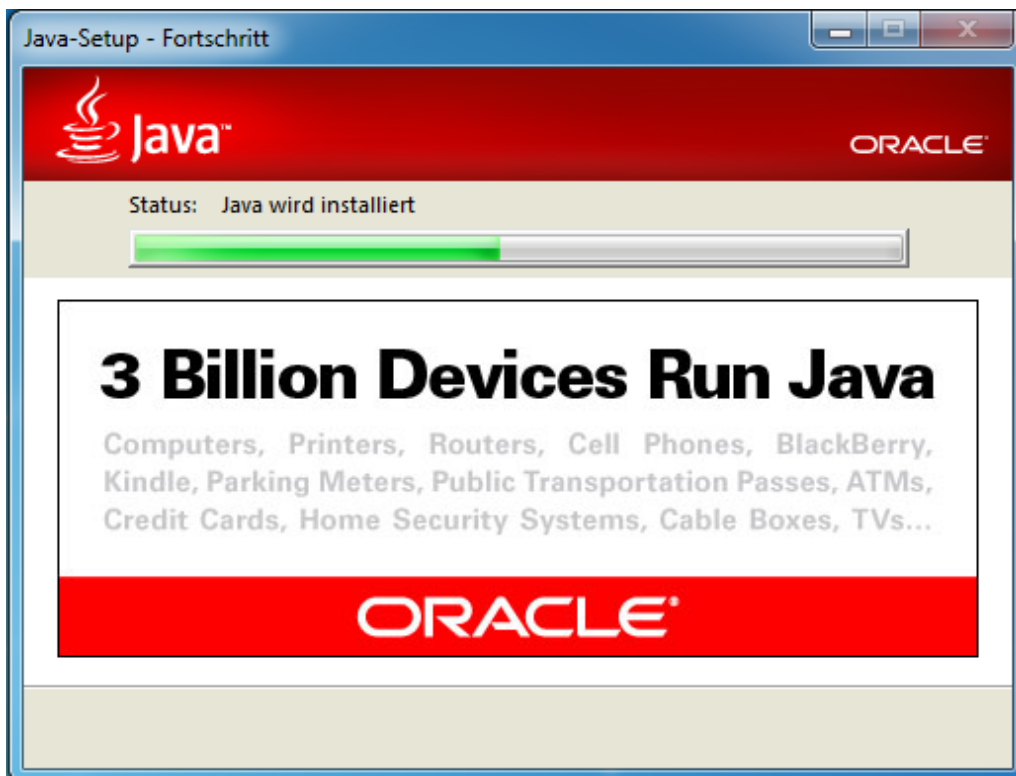 Java-Setup - Fortschritt
Java™
ORACLE®
Status: Java wird installiert
3 Billion Devices Run Java
Computers, Printers, Routers, Cell Phones, BlackBerry,
Kindle, Parking Meters, Public Transportation Passes, ATMs,
Credit Cards, Home Security Systems, Cable Boxes, TVs...
ORACLE®